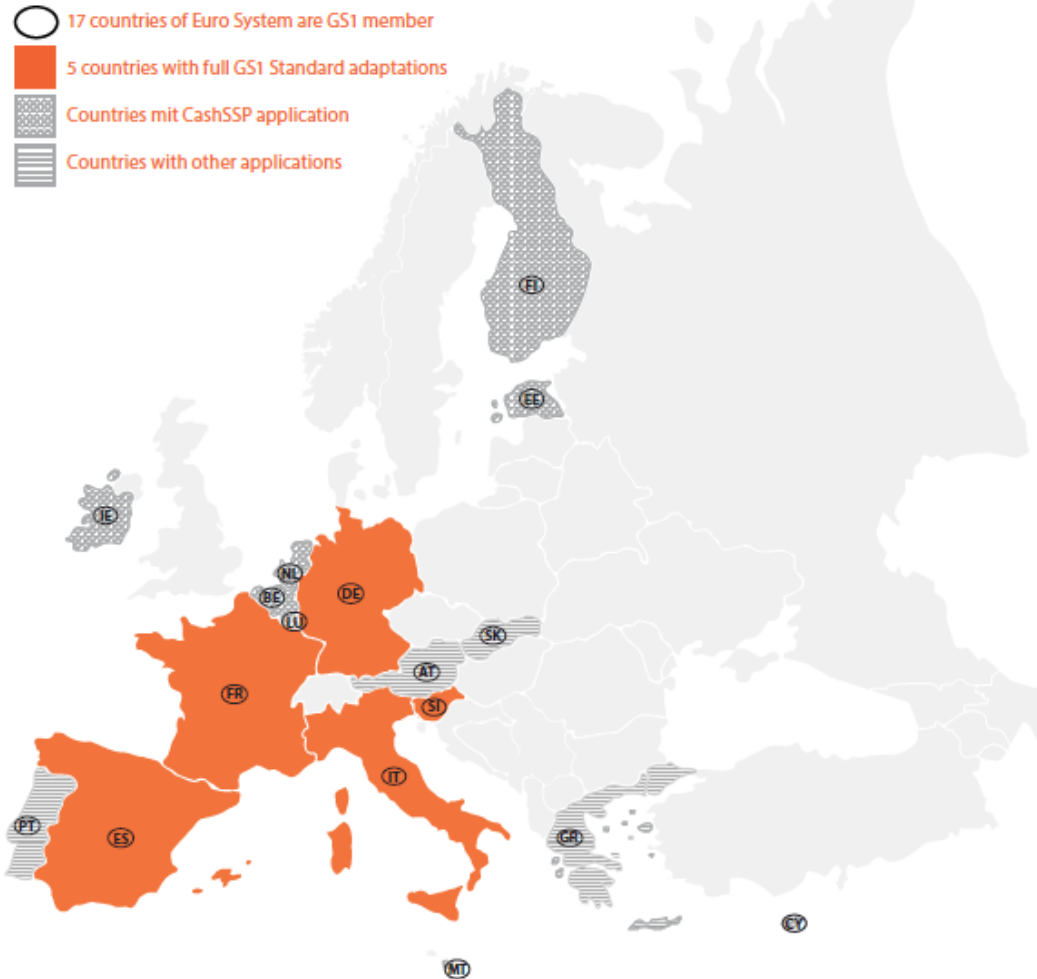 17 countries of Euro System are GS1 member
5 countries with full GS1 Standard adaptations
Countries mit CashSSP application
Countries with other applications
FI
EE
IE
NL
BE
DE
LU
SK
AT
FR
SI
IT
PT
ES
GR
CY
MT